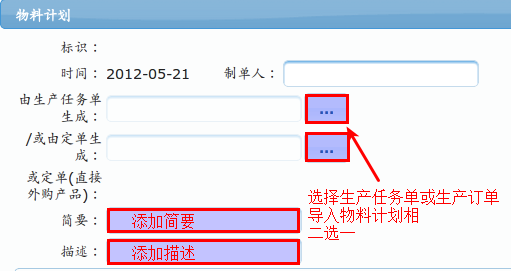 物料计划
标识：
时间：2012-05-21 制单人：
由生产任务单
生成： ...
/或由定单生
成： ...
或定单(直接
外购产品)：
选择生产任务单或生产订单
导入物料计划相
二选一
简要： 添加简要
描述： 添加描述